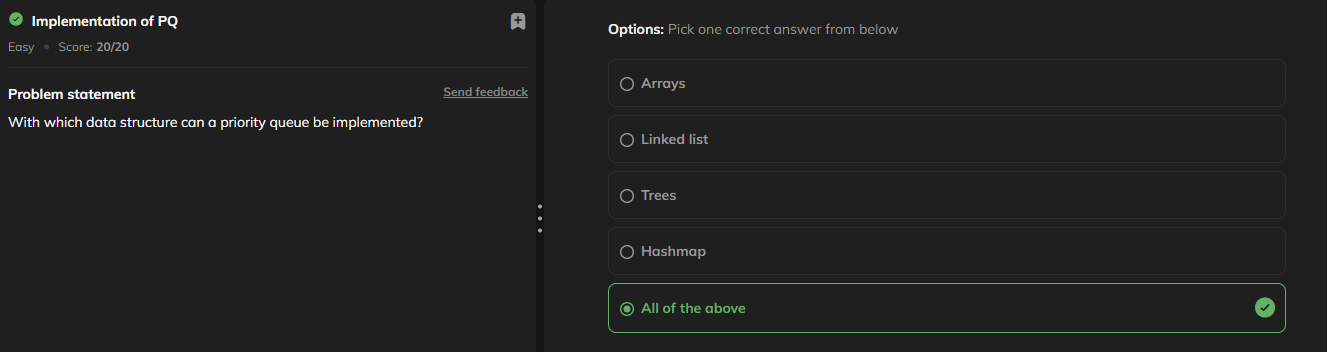 Implementation of PQ
Easy • Score: 20/20
Problem statement
Send feedback
With which data structure can a priority queue be implemented?
Options: Pick one correct answer from below
Arrays
Linked list
Trees
Hashmap
All of the above